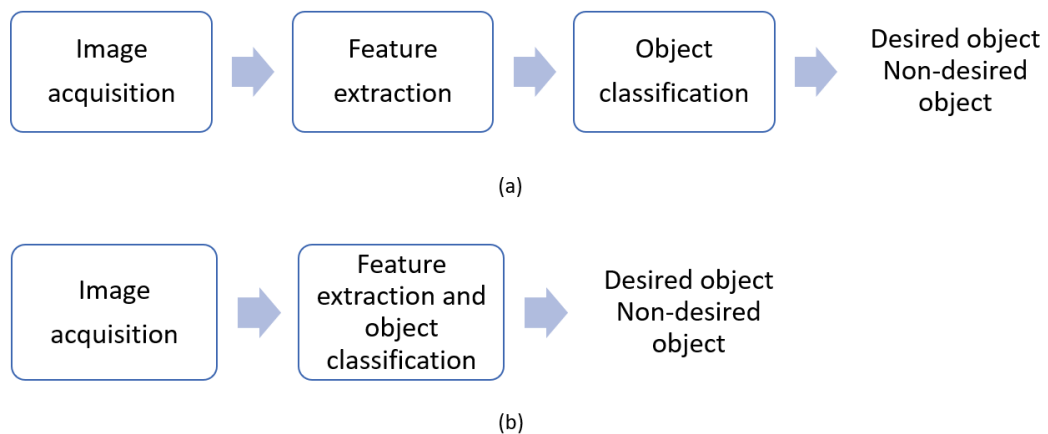 Image
acquisition
Feature
extraction
Object
classification
Desired object
Non-desired
object
(a)
Image
acquisition
Feature
extraction and
object
classification
Desired object
Non-desired
object
(b)